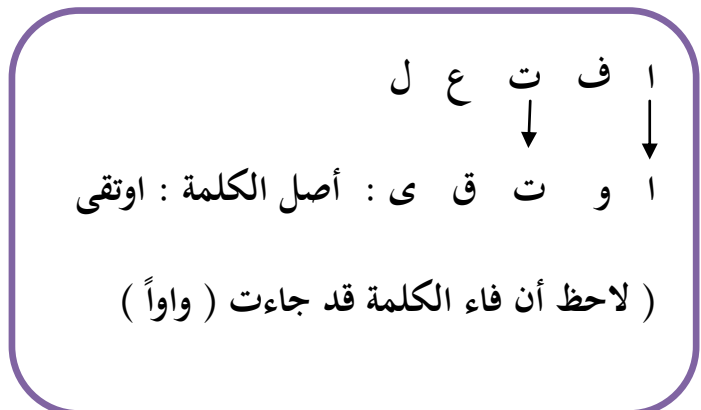 ا ف ت ع ل
ا و ت ق ى : أصل الكلمة : اوتقى
( لاحظ أن فاء الكلمة قد جاءت ( واواً )